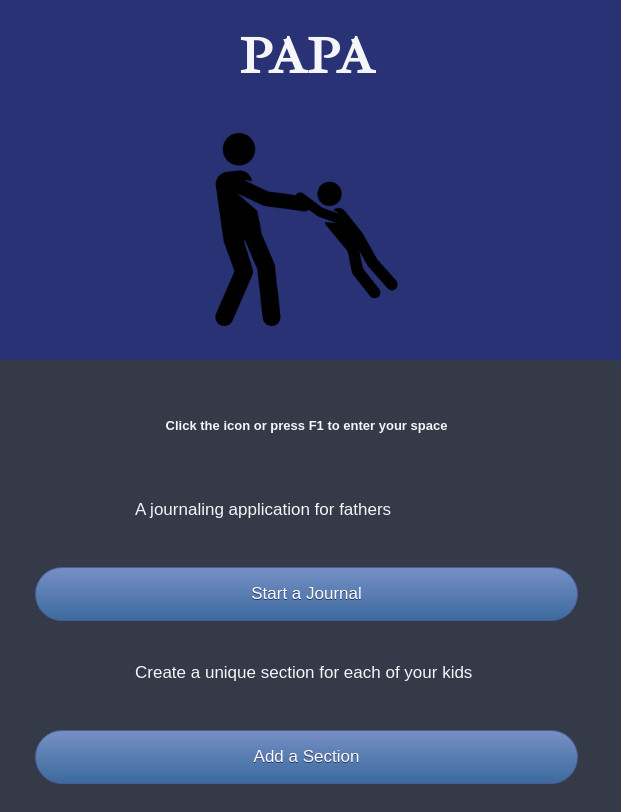 PAPA
Click the icon or press F1 to enter your space
A journaling application for fathers
Start a Journal
Create a unique section for each of your kids
Add a Section